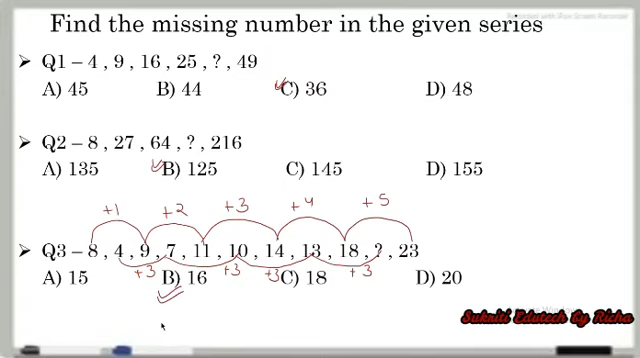 Find the missing number in the given series
➢ Q1 – 4 , 9 , 16 , 25 , ? , 49
A) 45 B) 44 C) 36 D) 48
➢ Q2 – 8 , 27 , 64 , ? , 216
A) 135 B) 125 C) 145 D) 155
+1 +2 +3 +4 +5
➢ Q3 – 8 , 4 , 9 , 7 , 11 , 10 , 14 , 13 , 18 , ? , 23
+3 +3 +3 +3
A) 15 B) 16 C) 18 D) 20
Sukriti Edutech by Richa